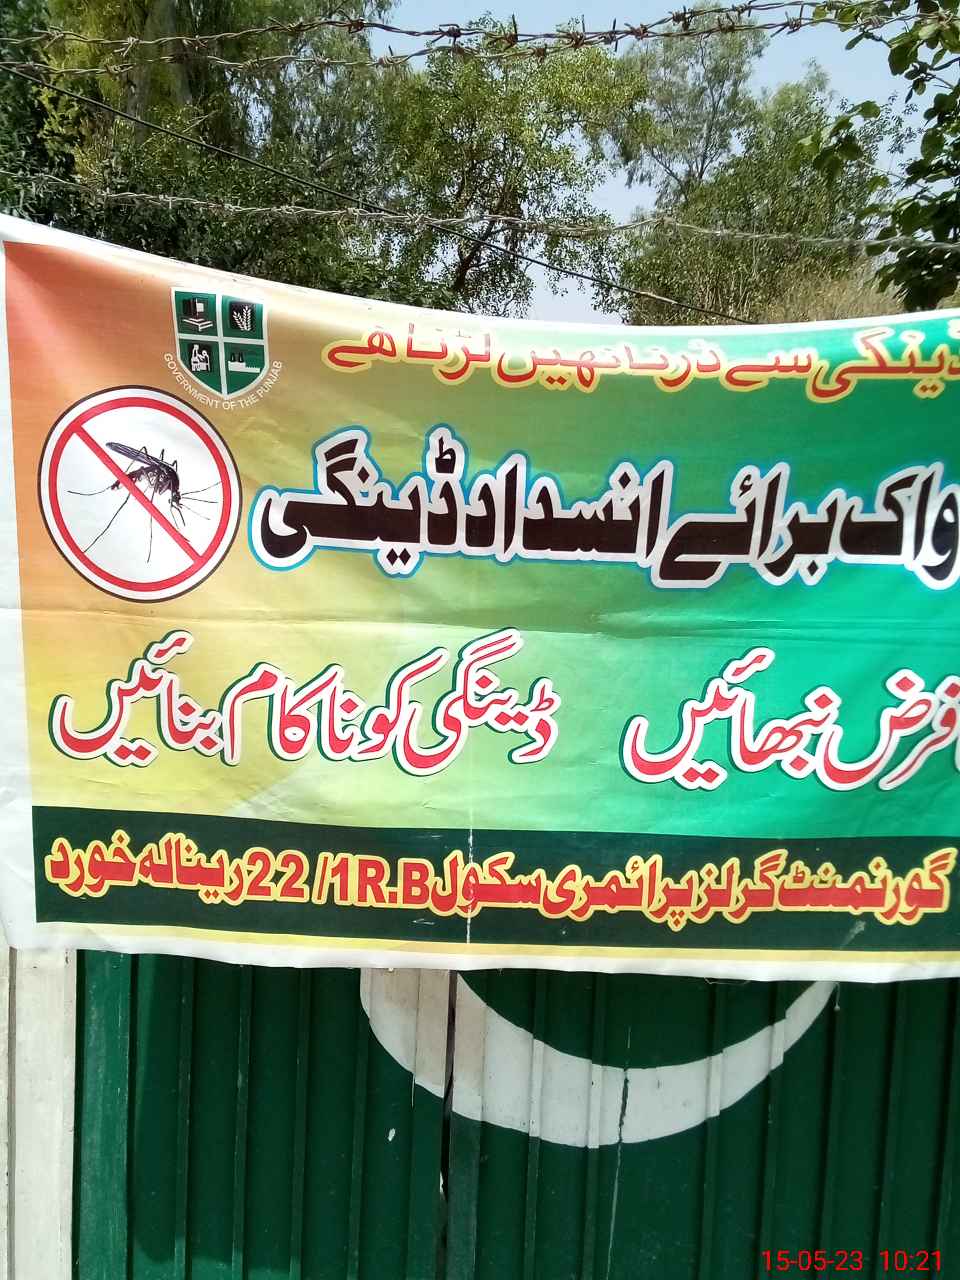 ڈینگی سے ڈرنا نہیں لڑنا ھے
GOVERNMENT OF THE PUNJAB
واک برائے انسداد ڈینگی
فرض نبھائیں ڈینگی کو ناکام بنائیں
گورنمنٹ گرلز پرائمری سکول 22/1R.B رینالہ خورد
15-05-23 10:21